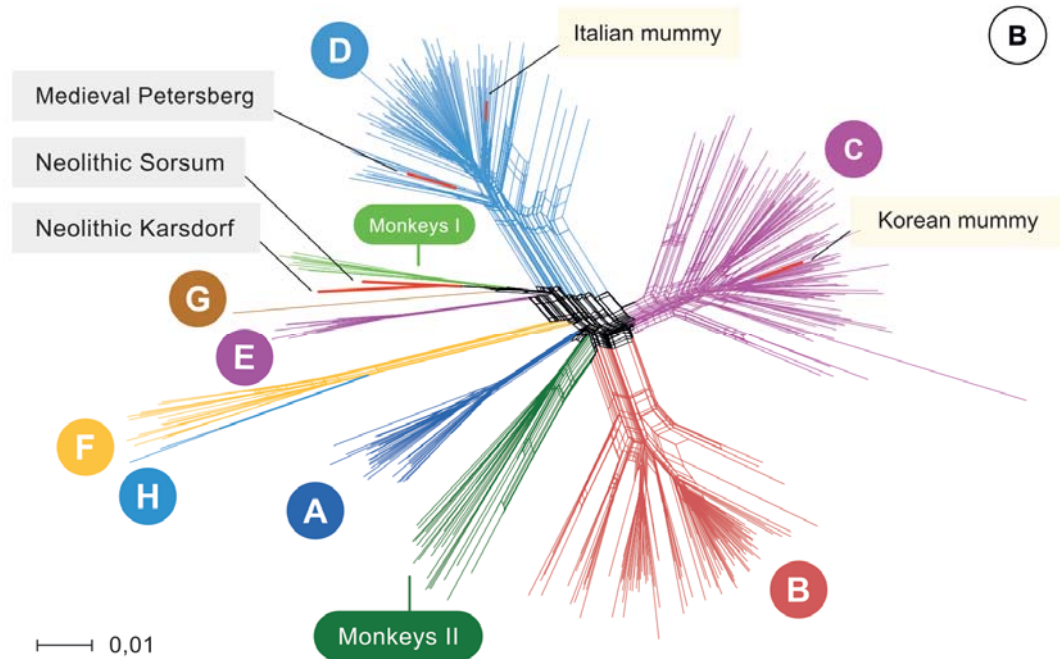 B
Italian mummy
D
Medieval Petersberg
C
Neolithic Sorsum
Neolithic Karsdorf
Monkeys I
Korean mummy
G
E
F
H
A
B
Monkeys II
0,01